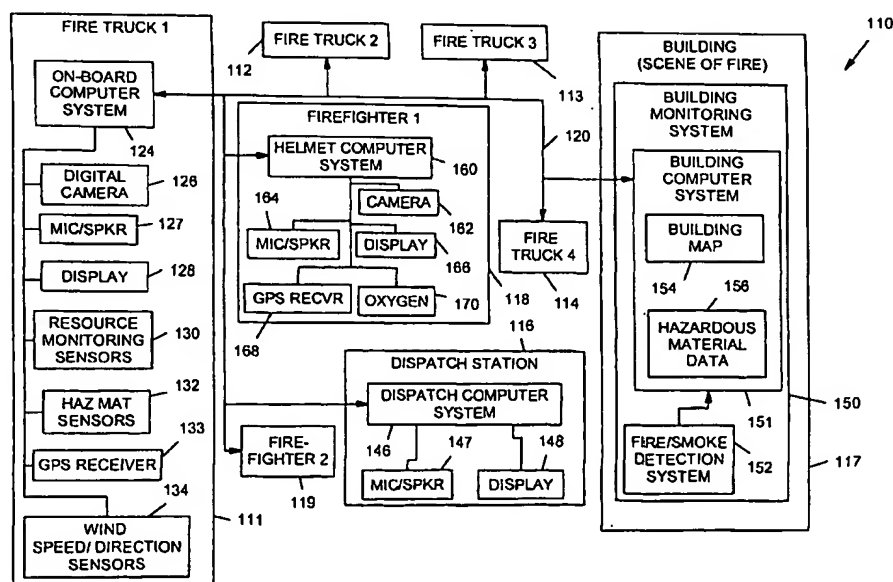 FIRE TRUCK 1
ON-BOARD
COMPUTER
SYSTEM
124
DIGITAL
CAMERA
126
MIC/SPKR
127
DISPLAY
128
RESOURCE
MONITORING
SENSORS
130
HAZ MAT
SENSORS
132
GPS RECEIVER
133
WIND
SPEED/ DIRECTION
SENSORS
134
111
FIRE TRUCK 2
112
FIRE TRUCK 3
113
FIREFIGHTER 1
HELMET COMPUTER
SYSTEM
160
CAMERA
162
164
MIC/SPKR
DISPLAY
166
GPS RECVR
168
OXYGEN
170
118
120
FIRE
TRUCK 4
114
116
DISPATCH STATION
DISPATCH COMPUTER
SYSTEM
146
147
148
MIC/SPKR
DISPLAY
FIRE-
FIGHTER 2
119
110
BUILDING
(SCENE OF FIRE)
BUILDING
MONITORING
SYSTEM
BUILDING
COMPUTER
SYSTEM
BUILDING
MAP
154
156
HAZARDOUS
MATERIAL
DATA
151
150
FIRE/SMOKE
DETECTION
SYSTEM
152
117